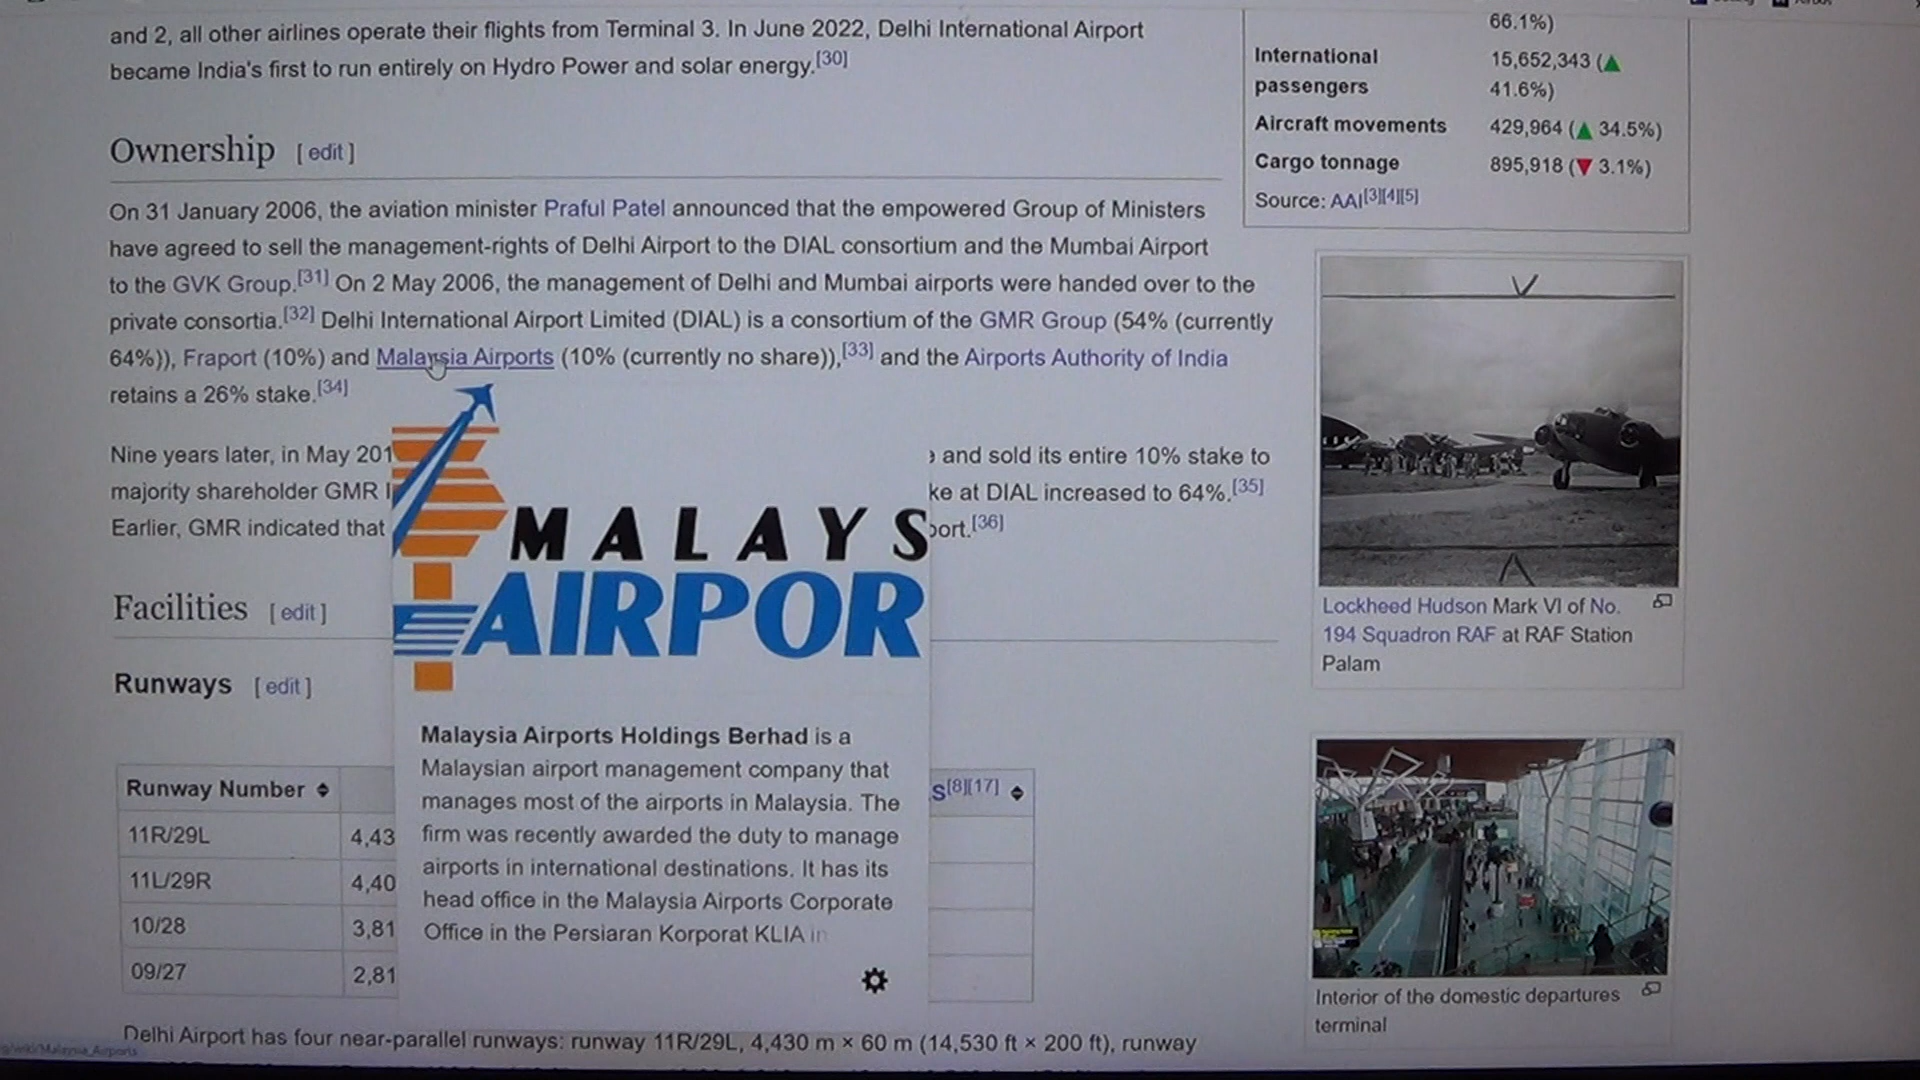 and 2, all other airlines operate their flights from Terminal 3. In June 2022, Delhi International Airport
became India's first to run entirely on Hydro Power and solar energy.[30]
Ownership [ edit ]
On 31 January 2006, the aviation minister Praful Patel announced that the empowered Group of Ministers
have agreed to sell the management-rights of Delhi Airport to the DIAL consortium and the Mumbai Airport
to the GVK Group.[31] On 2 May 2006, the management of Delhi and Mumbai airports were handed over to the
private consortia.[32] Delhi International Airport Limited (DIAL) is a consortium of the GMR Group (54% (currently
64%)), Fraport (10%) and Malaysia Airports (10% (currently no share)),[33] and the Airports Authority of India
retains a 26% stake.[34]
Nine years later, in May 201
and sold its entire 10% stake to
majority shareholder GMR
ke at DIAL increased to 64%.[35]
Earlier, GMR indicated that
port.[36]
Facilities [ edit ]
Runways [ edit ]
Runway Number
S[8][17]
11R/29L 4,43
11L/29R 4,40
10/28 3,81
09/27 2,81
Delhi Airport has four near-parallel runways: runway 11R/29L, 4,430 m × 60 m (14,530 ft × 200 ft), runway
MALAYS
AIRPOR
Malaysia Airports Holdings Berhad is a
Malaysian airport management company that
manages most of the airports in Malaysia. The
firm was recently awarded the duty to manage
airports in international destinations. It has its
head office in the Malaysia Airports Corporate
Office in the Persiaran Korporat KLIA in
66.1%)
International 15,652,343 (▲
passengers 41.6%)
Aircraft movements 429,964 (▲ 34.5%)
Cargo tonnage 895,918 (▼ 3.1%)
Source: AAI[3][4][5]
Lockheed Hudson Mark VI of No.
194 Squadron RAF at RAF Station
Palam
Interior of the domestic departures
terminal